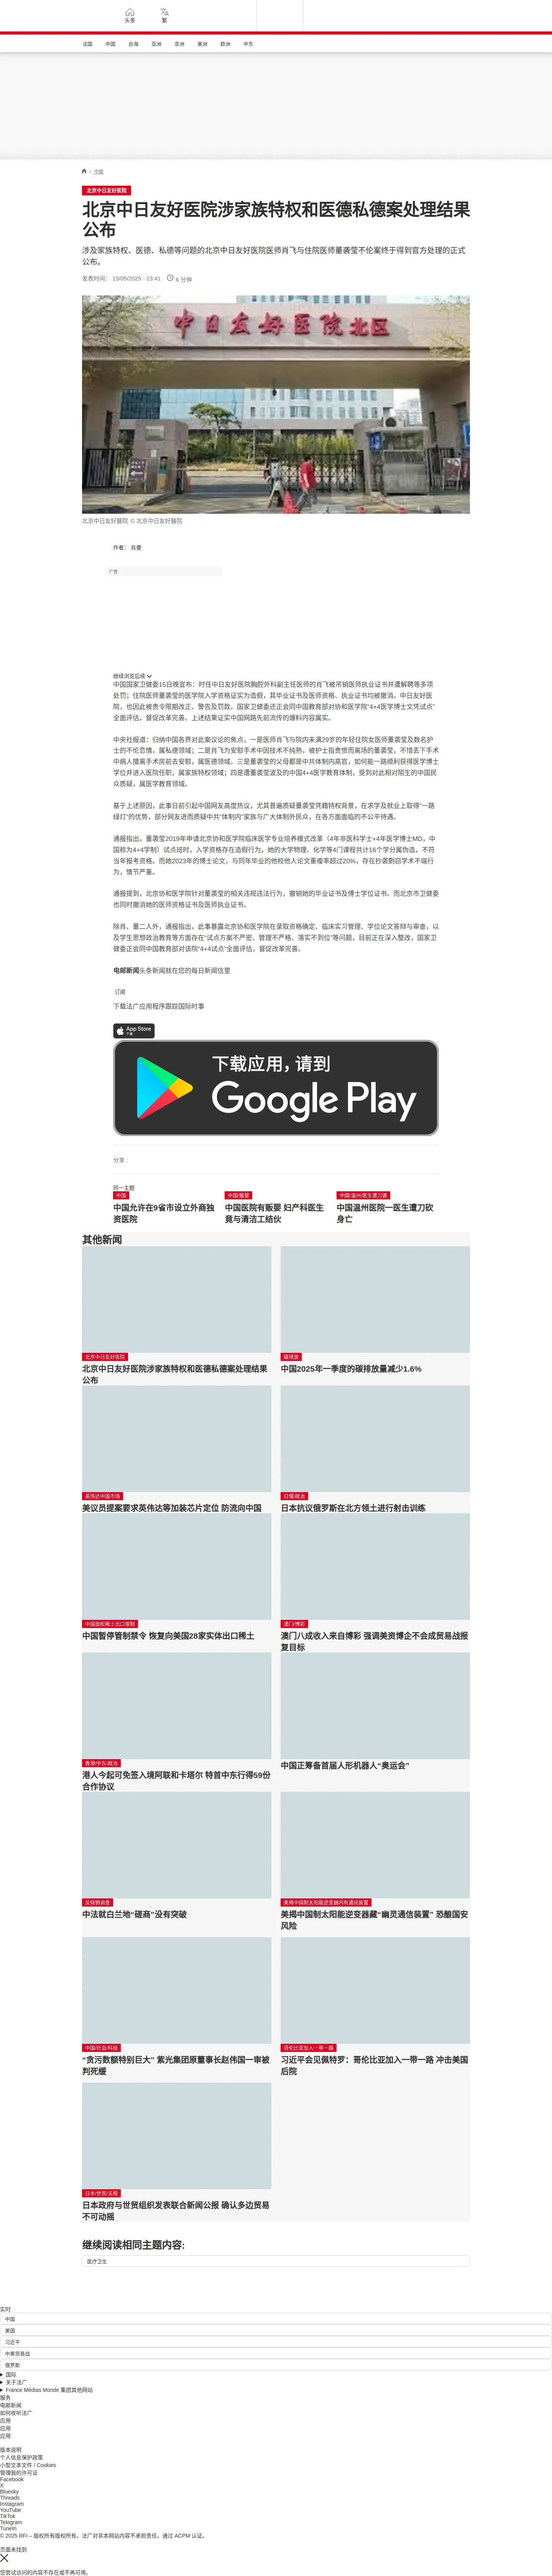 头条
繁
法国
中国
台海
亚洲
非洲
美洲
欧洲
中东
/ 中国
北京中日友好医院
北京中日友好医院涉家族特权和医德私德案处理结果
公布
涉及家族特权、医德、私德等问题的北京中日友好医院医师肖飞与住院医师董袭莹不伦案终于得到官方处理的正式
公布。
发表时间： 15/05/2025 - 23:41
6 分钟
中日友好医院北区
北京中日友好醫院 © 北京中日友好醫院
作者： 肖曼
广告
继续浏览后续
中国国家卫健委15日晚宣布：时任中日友好医院胸腔外科副主任医师的肖飞被吊销医师执业证书并遭解聘等多项
处罚；住院医师董袭莹的医学院入学资格证实为造假，其毕业证书及医师资格、执业证书均被撤消。中日友好医
院，也因此被责令限期改正、警告及罚款。国家卫健委还正会同中国教育部对协和医学院“4+4医学博士文凭试点”
全面评估，督促改革完善。上述结果证实中国网路先前流传的爆料内容属实。
中央社报道：归纳中国各界对此案议论的焦点，一是医师肖飞与院内未满29岁的年轻住院女医师董袭莹及数名护
士的不伦恋情，属私德领域；二是肖飞为安慰手术中因技术不纯熟，被护士指责愤而离场的董袭莹，不惜丢下手术
中病人擅离手术房前去安慰，属医德领域。三是董袭莹的父母都是中共体制内高官，如何能一路顺利获得医学博士
学位并进入医院任职，属家族特权领域；四是遭董袭莹波及的中国4+4医学教育体制，受到对此相对陌生的中国民
众质疑，属医学教育领域。
基于上述原因，此事日前引起中国网友高度热议，尤其普遍质疑董袭莹凭藉特权背景，在求学及就业上取得“一路
绿灯”的优势，部分网友进而质疑中共“体制内”家族与广大体制外民众，在各方面面临的不公平待遇。
通报指出，董袭莹2019年申请北京协和医学院临床医学专业培养模式改革（4年非医科学士+4年医学博士MD，中
国称为4+4学制）试点班时，入学资格存在造假行为，她的大学物理、化学等4门课程共计16个学分属伪造，不符
当年报考资格。而她2023年的博士论文，与同年毕业的他校他人论文重複率超过20%，存在抄袭剽窃学术不端行
为，情节严重。
通报提到，北京协和医学院针对董袭莹的相关违规违法行为，撤销她的毕业证书及博士学位证书。而北京市卫健委
也同时撤消她的医师资格证书及医师执业证书。
除肖、董二人外，通报指出，此事暴露北京协和医学院在录取资格确定、临床实习管理、学位论文答辩与审查，以
及学生思想政治教育等方面存在“试点方案不严密、管理不严格、落实不到位”等问题，目前正在深入整改，国家卫
健委正会同中国教育部对该院“4+4试点”全面评估，督促改革完善。
电邮新闻头条新闻就在您的每日新闻信里
订阅
下载法广应用程序跟踪国际时事
App Store
下载
下载应用，请到
Google Play
分享 :
同一主题
中国
中国允许在9省市设立外商独
资医院
中国/贩婴
中国医院有贩嬰 妇产科医生
竟与清洁工结伙
中国/温州/医生遭刀袭
中国温州医院一医生遭刀砍
身亡
其他新闻
北京中日友好医院
北京中日友好医院涉家族特权和医德私德案处理结果
公布
碳排放
中国2025年一季度的碳排放量减少1.6%
英伟达中国市场
美议员提案要求英伟达等加装芯片定位 防流向中国
日俄/政治
日本抗议俄罗斯在北方领土进行射击训练
中国放松稀土出口限制
中国暂停管制禁令 恢复向美国28家实体出口稀土
澳门/博彩
澳门八成收入来自博彩 强调美资博企不会成贸易战报
复目标
香港/中东/政治
港人今起可免签入境阿联和卡塔尔 特首中东行得59份
合作协议
中国正筹备首届人形机器人“奥运会”
反倾销调查
中法就白兰地“磋商”没有突破
美揭中国制太阳能逆变器内有通讯装置
美揭中国制太阳能逆变器藏“幽灵通信装置” 恐酿国安
风险
中国/社会/科技
“贪污数额特别巨大” 紫光集团原董事长赵伟国一审被
判死缓
哥伦比亚加入一带一路
习近平会见佩特罗：哥伦比亚加入一带一路 冲击美国
后院
日本/世贸/关税
日本政府与世贸组织发表联合新闻公报 确认多边贸易
不可动摇
继续阅读相同主题内容:
医疗卫生
实时
中国
美国
习近平
中美贸易战
俄罗斯
国际
关于法广
France Médias Monde 集团其他网站
服务
电邮新闻
如何收听法广
应用
应用
应用
版本说明
个人信息保护政策
小型文本文件 / Cookies
管理我的许可证
Facebook
X
Bluesky
Threads
Instagram
YouTube
TikTok
Telegram
TuneIn
© 2025 RFI – 版权所有版权所有。法广对非本网站内容不承担责任。通过 ACPM 认证。
页面未找到
您尝试访问的内容不存在或不再可用。